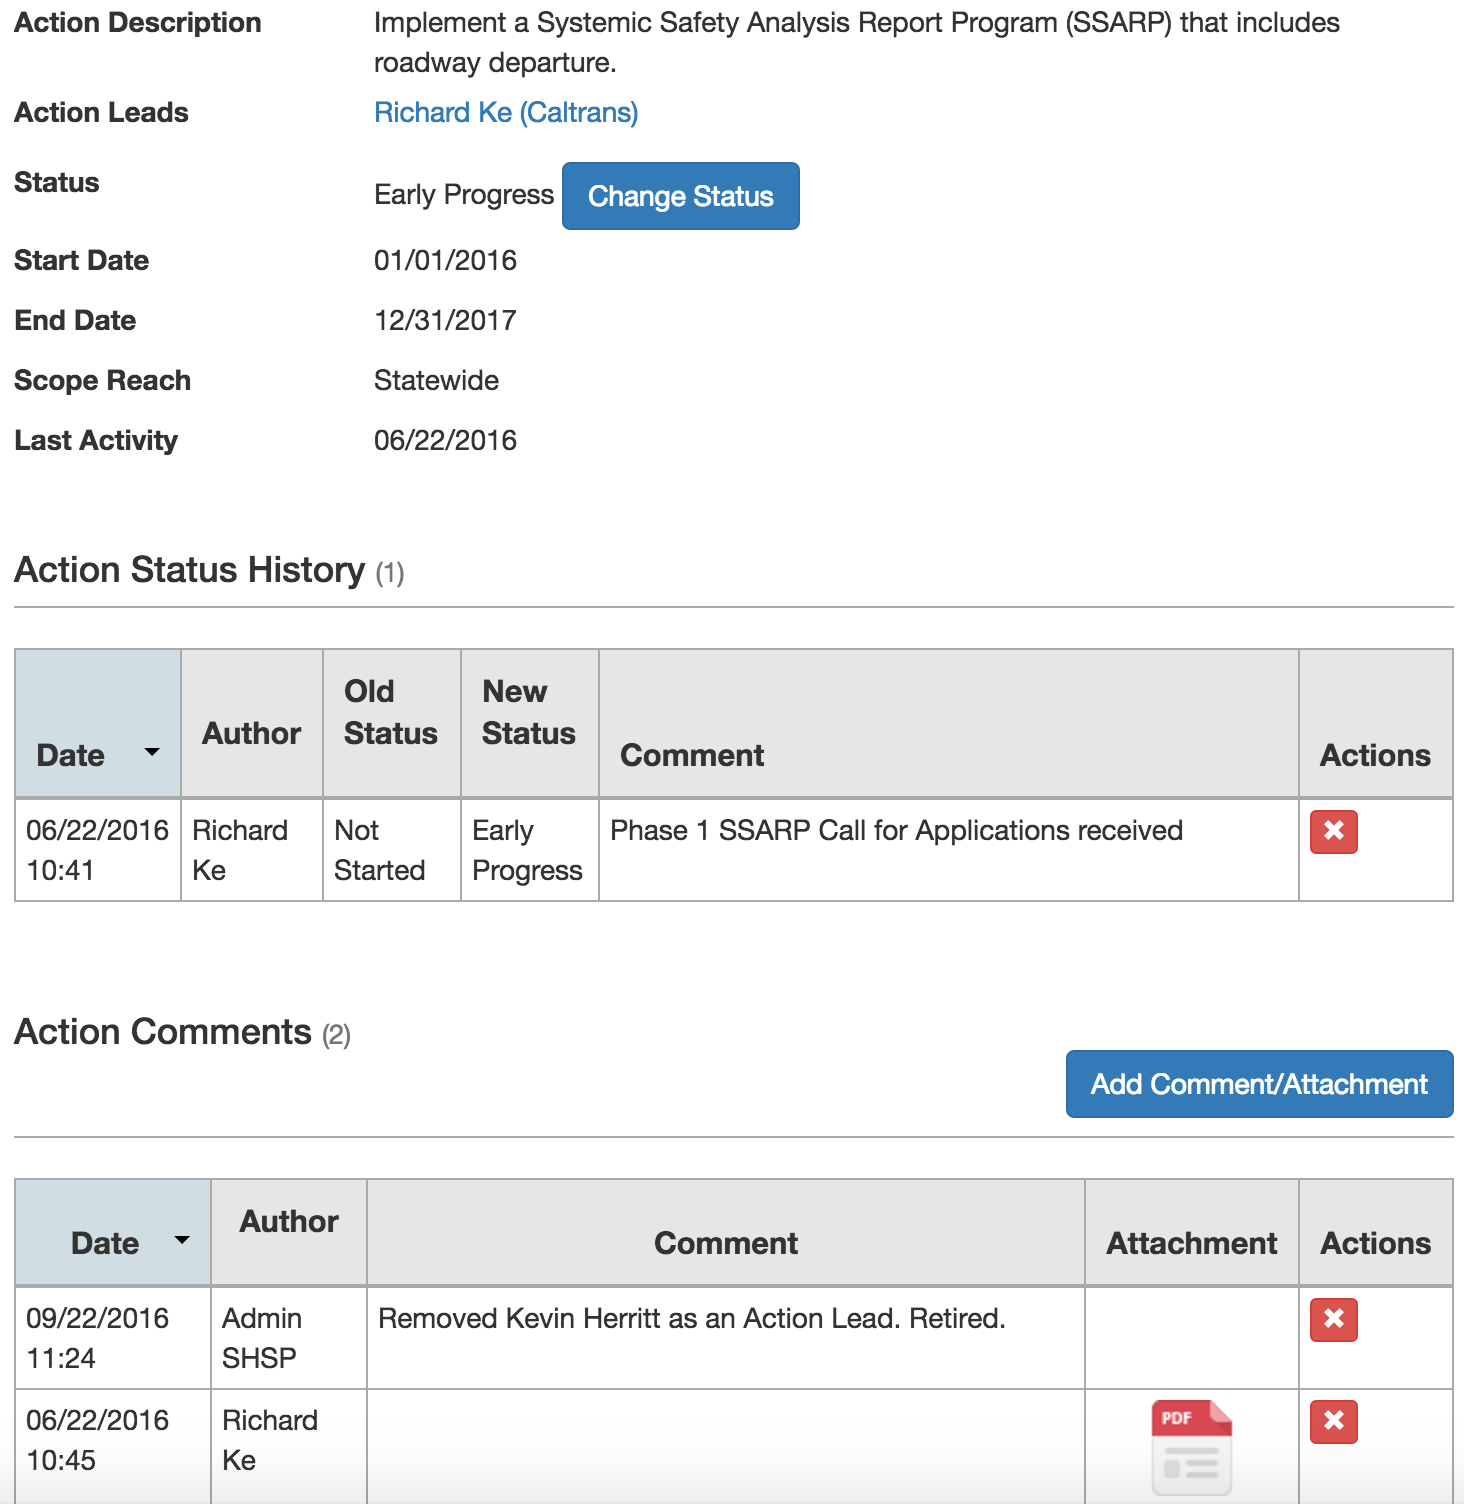 Action Description
Implement a Systemic Safety Analysis Report Program (SSARP) that includes
roadway departure.
Action Leads
Richard Ke (Caltrans)
Status
Early Progress
Change Status
Start Date
01/01/2016
End Date
12/31/2017
Scope Reach
Statewide
Last Activity
06/22/2016
Action Status History (1)
Date
Author
Old
Status
New
Status
Comment
Actions
06/22/2016
10:41
Richard
Ke
Not
Started
Early
Progress
Phase 1 SSARP Call for Applications received
Action Comments (2)
Add Comment/Attachment
Date
Author
Comment
Attachment
Actions
09/22/2016
11:24
Admin
SHSP
Removed Kevin Herritt as an Action Lead. Retired.
06/22/2016
10:45
Richard
Ke
PDF